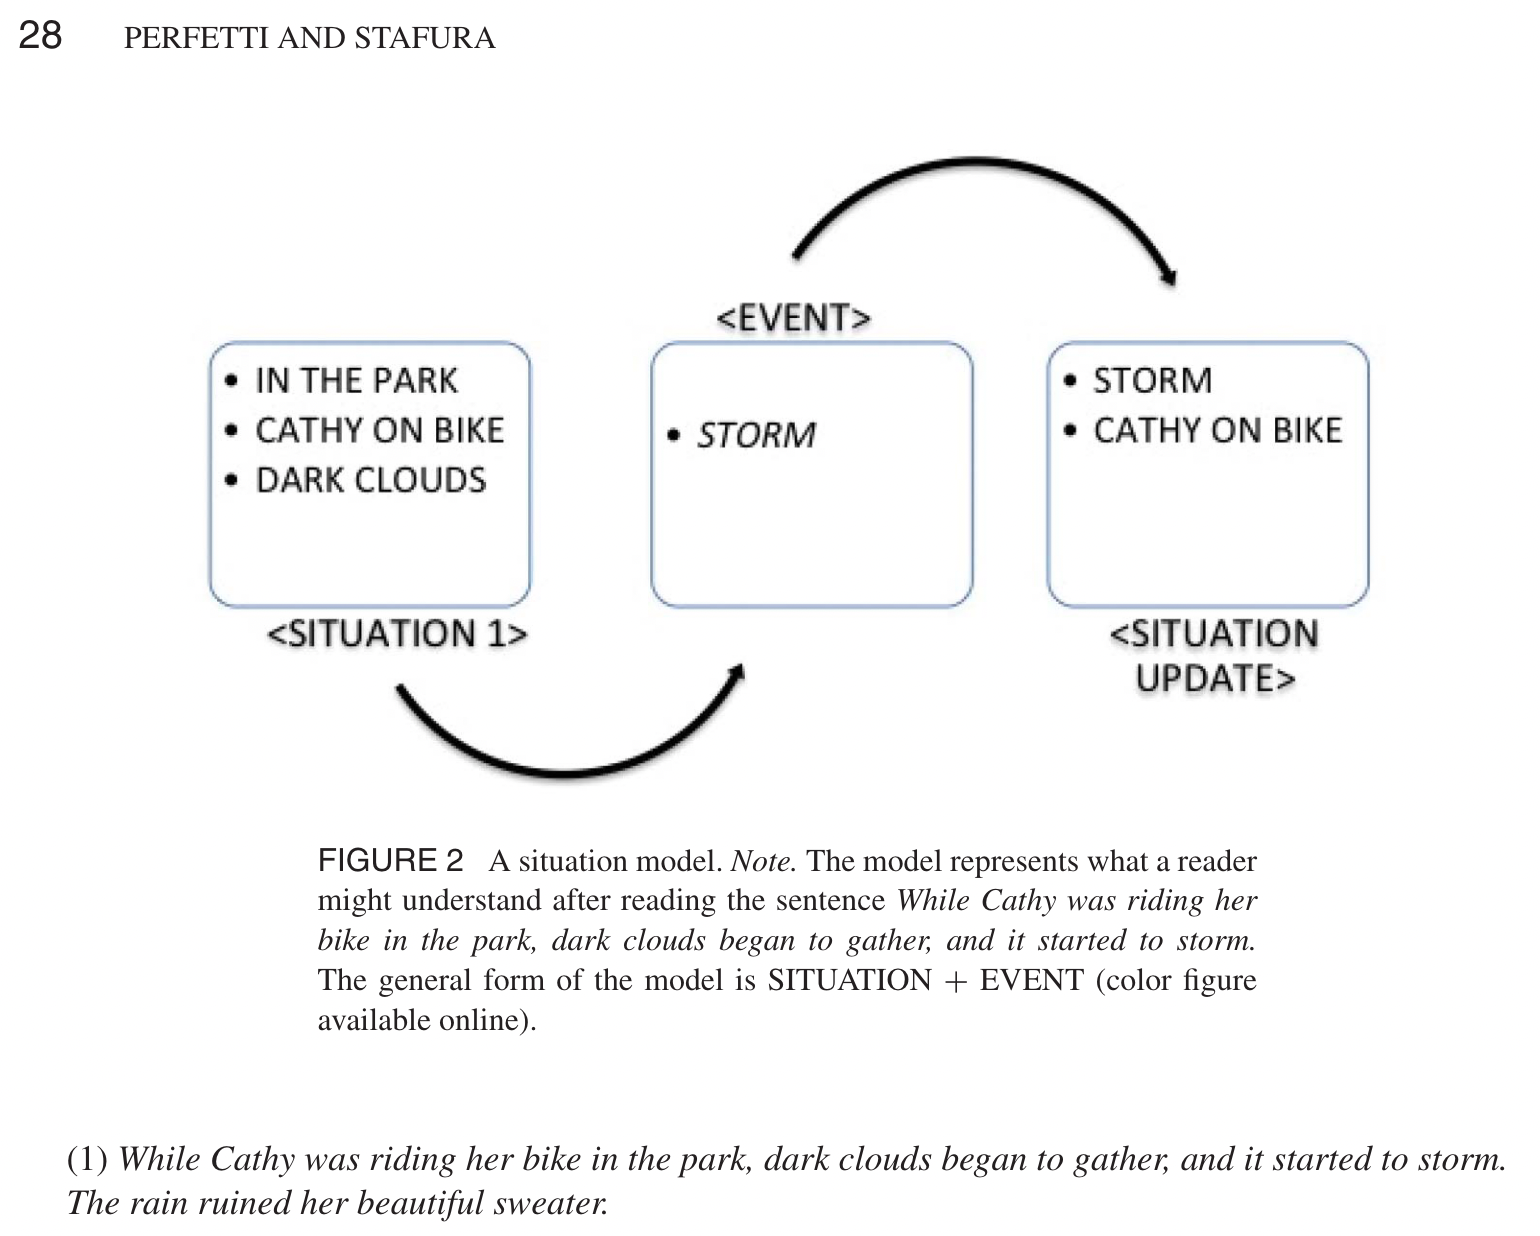 28 PERFETTI AND STAFURA
<EVENT>
• IN THE PARK
• CATHY ON BIKE
• DARK CLOUDS
<SITUATION 1>
• STORM
• STORM
• CATHY ON BIKE
<SITUATION
UPDATE>
FIGURE 2 A situation model. Note. The model represents what a reader
might understand after reading the sentence While Cathy was riding her
bike in the park, dark clouds began to gather, and it started to storm.
The general form of the model is SITUATION + EVENT (color figure
available online).
(1) While Cathy was riding her bike in the park, dark clouds began to gather, and it started to storm.
The rain ruined her beautiful sweater.